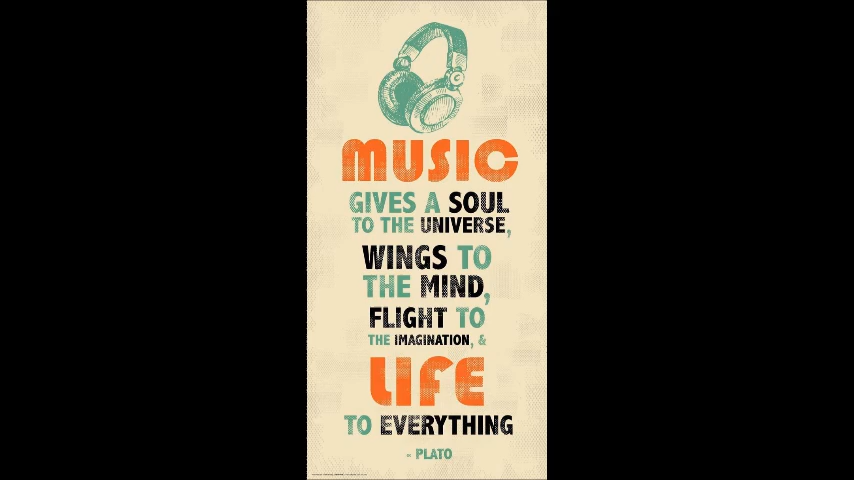 MUSIC
GIVES A SOUL
TO THE UNIVERSE,
WINGS TO
THE MIND,
FLIGHT TO
THE IMAGINATION, &
LIFE
TO EVERYTHING
- PLATO